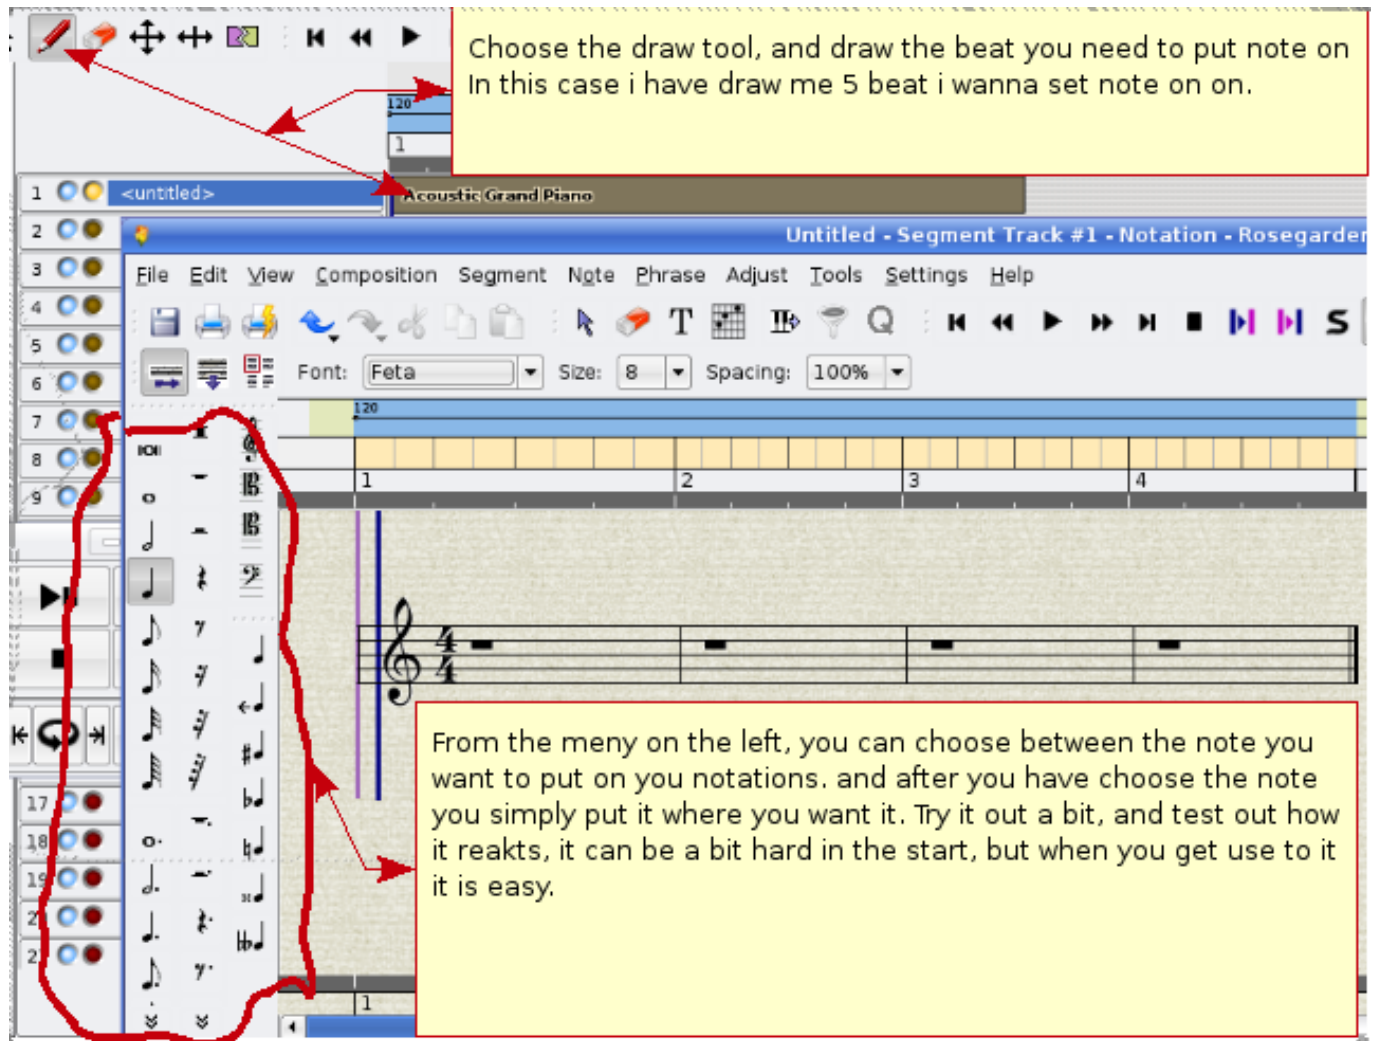 Choose the draw tool, and draw the beat you need to put note on
In this case i have draw me 5 beat i wanna set note on on.
120
1
1 <untitled>
Acoustic Grand Piano
2
Untitled - Segment Track #1 - Notation - Rosegarden
3
File Edit View Composition Segment Note Phrase Adjust Tools Settings Help
4
T Q S
5
Font: Feta Size: 8 Spacing: 100%
6
7
120
8
9
1 2 3 4
4
4
From the meny on the left, you can choose between the note you
want to put on you notations. and after you have choose the note
you simply put it where you want it. Try it out a bit, and test out how
it reakts, it can be a bit hard in the start, but when you get use to it
it is easy.
17
18
19
1